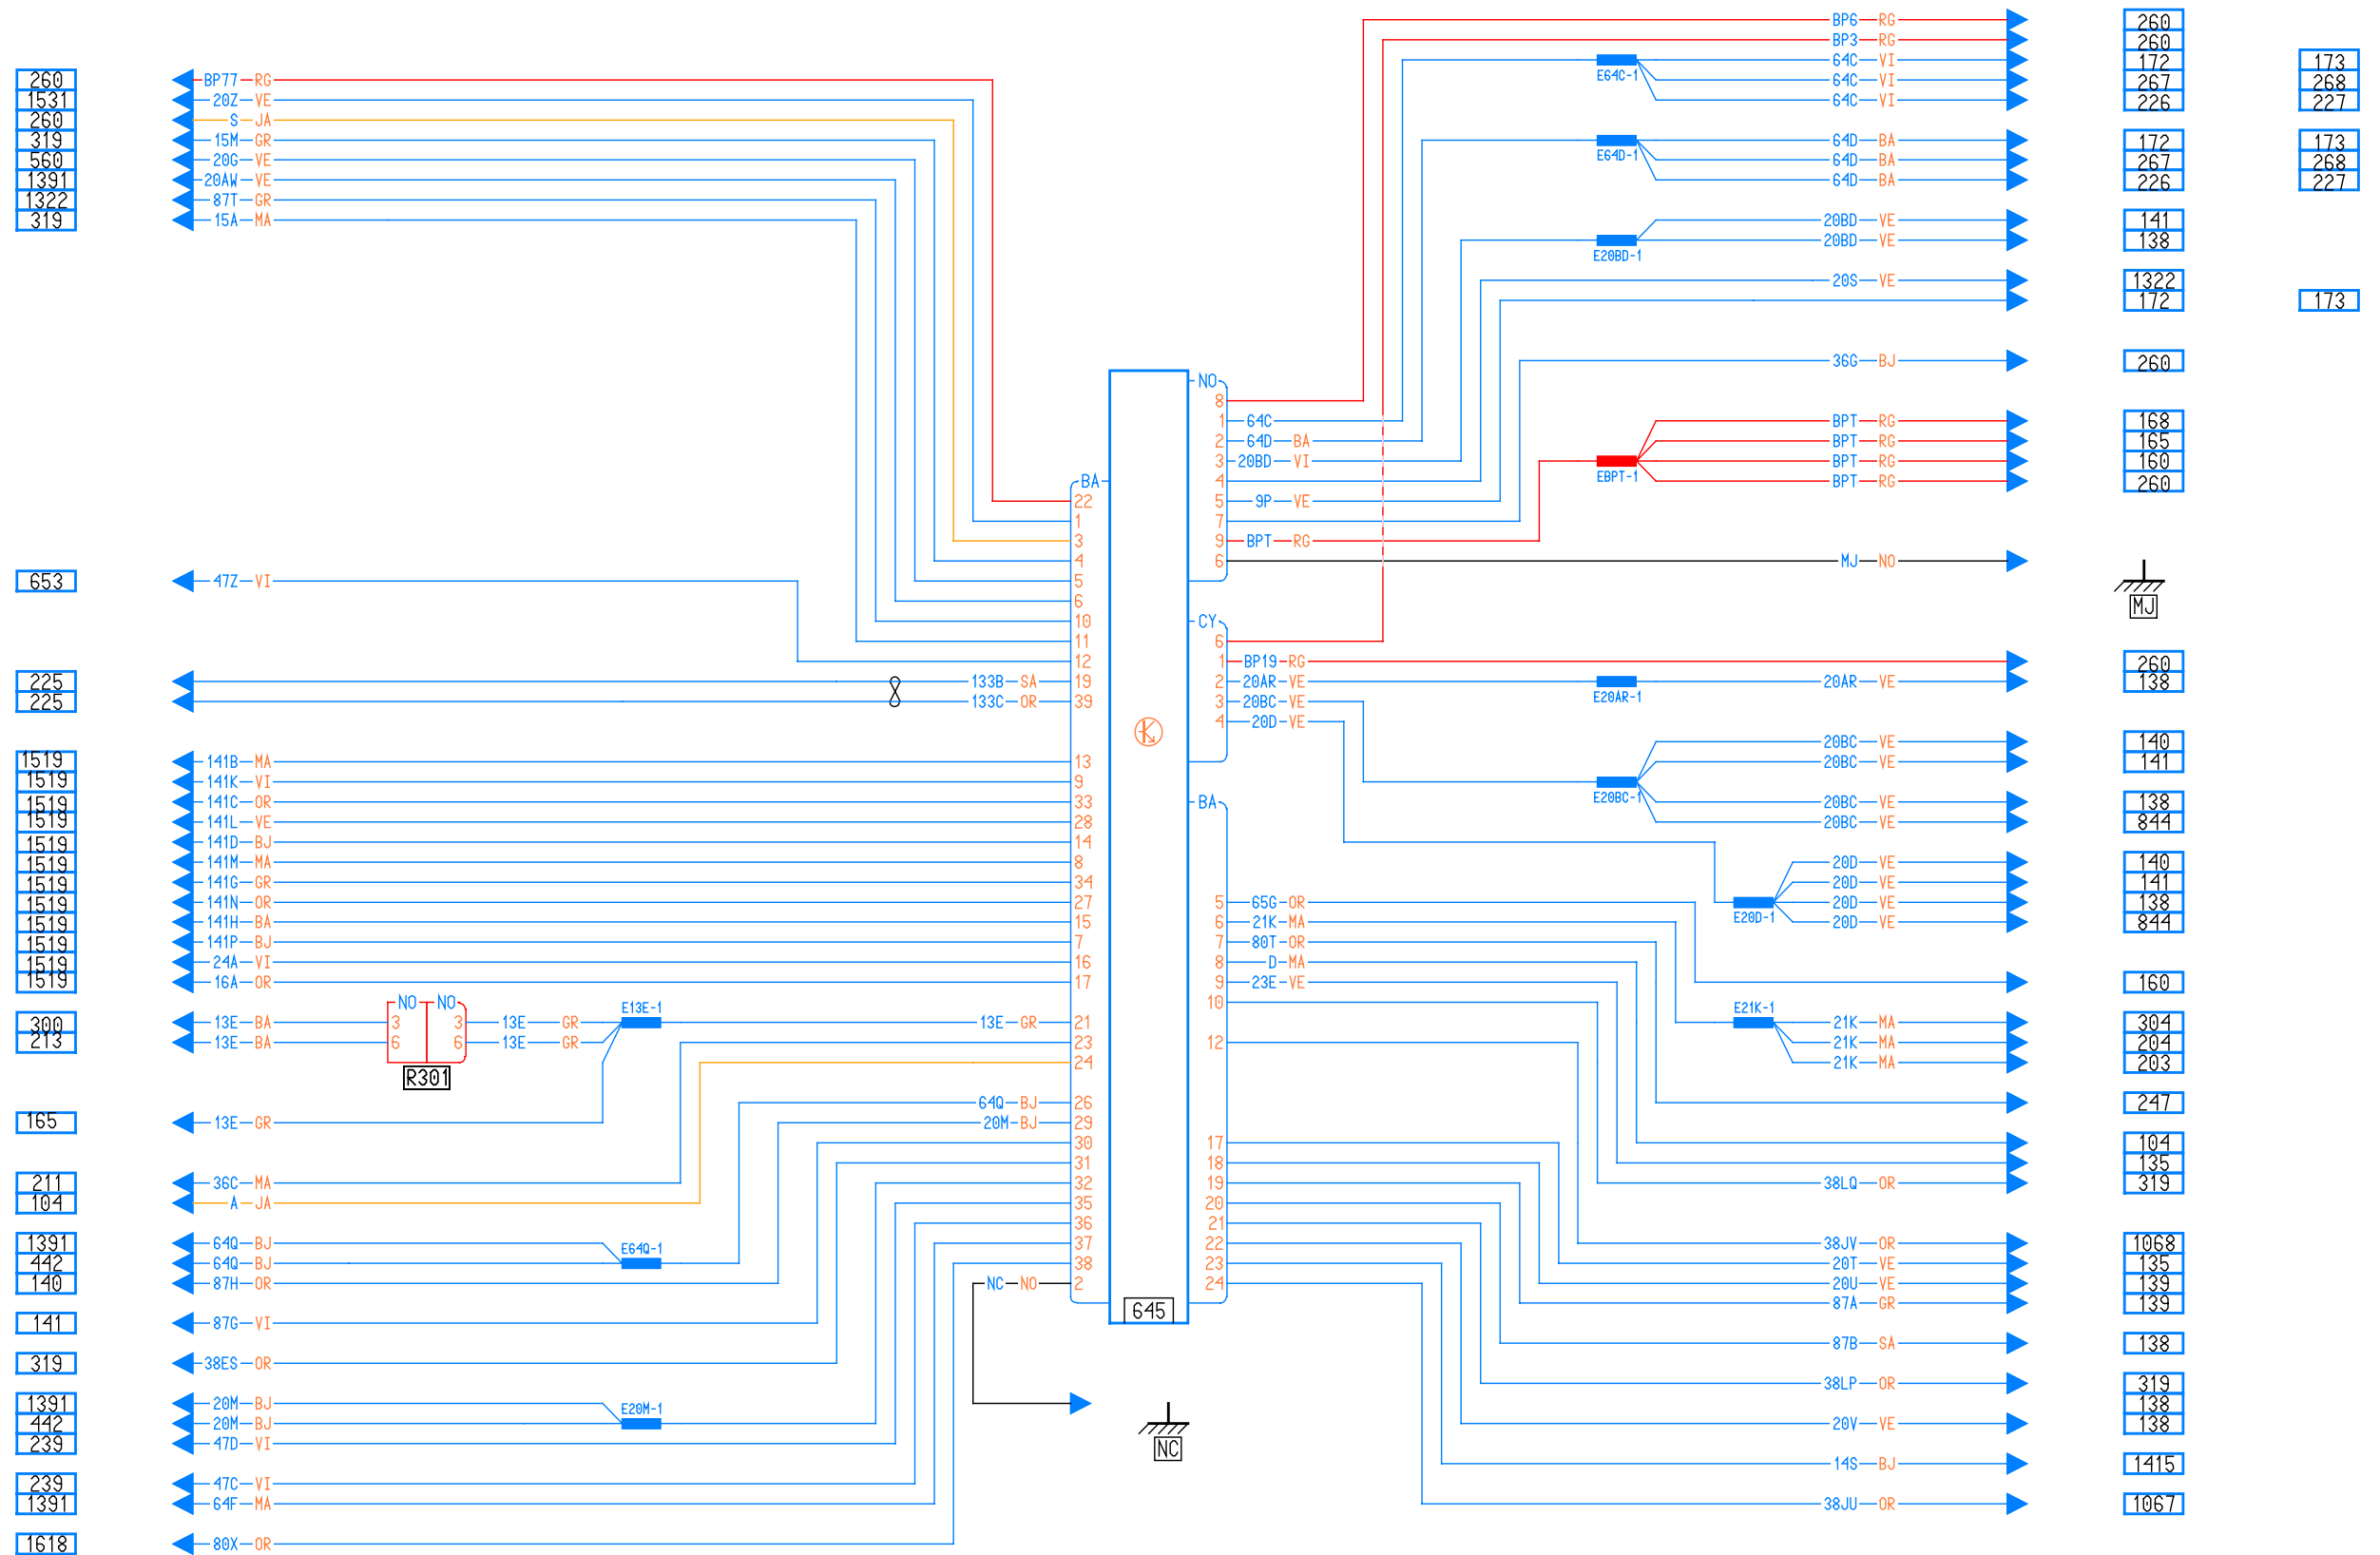 BP6 RG 260
BP3 RG 260
E64C-1 64C VI 172 173
260 BP77 RG 64C VI 267 268
1531 20Z VE 64C VI 226 227
260 S JA
319 15M GR E64D-1 64D BA 172 173
560 20G VE 64D BA 267 268
1391 20AW VE 64D BA 226 227
1322 87T GR
319 15A MA 20BD VE 141
E20BD-1 20BD VE 138
20S VE 1322
172 173
36G BJ 260
NO
8
1 64C BPT RG 168
2 64D BA BPT RG 165
3 20BD VI EBPT-1 BPT RG 160
BA 4 BPT RG 260
22 5 9P VE
1 7
3 9 BPT RG
4 6 MJ NO
653 47Z VI 5
MJ
6
10 CY
11 6
12 1 BP19 RG 260
225 133B SA 19 2 20AR VE E20AR-1 20AR VE 138
225 133C OR 39 3 20BC VE
4 20D VE
20BC VE 140
1519 141B MA 13 20BC VE 141
1519 141K VI 9 E20BC-1
1519 141C OR 33 BA 20BC VE 138
1519 141L VE 28 20BC VE 844
1519 141D BJ 14
1519 141M MA 8 20D VE 140
1519 141G GR 34 20D VE 141
1519 141N OR 27 5 65G OR E20D-1 20D VE 138
1519 141H BA 15 6 21K MA 20D VE 844
1519 141P BJ 7 7 80T OR
1519 24A VI 16 8 D MA
1519 16A OR 17 9 23E VE 160
NO NO 10
300 13E BA 3 3 13E GR E13E-1 13E GR 21 E21K-1 21K MA 304
213 13E BA 6 6 13E GR 23 12 21K MA 204
24 21K MA 203
R301
64Q BJ 26 247
165 13E GR 20M BJ 29
30 17 104
31 18 135
211 36C MA 32 19 38LQ OR 319
104 A JA 35 20
36 21
1391 64Q BJ E64Q-1 37 22 38JV OR 1068
442 64Q BJ 38 23 20T VE 135
140 87H OR NC NO 2 24 20U VE 139
645 87A GR 139
141 87G VI
87B SA 138
319 38ES OR
38LP OR 319
1391 20M BJ E20M-1 138
442 20M BJ 20V VE 138
239 47D VI NC
14S BJ 1415
239 47C VI
1391 64F MA 38JU OR 1067
1618 80X OR